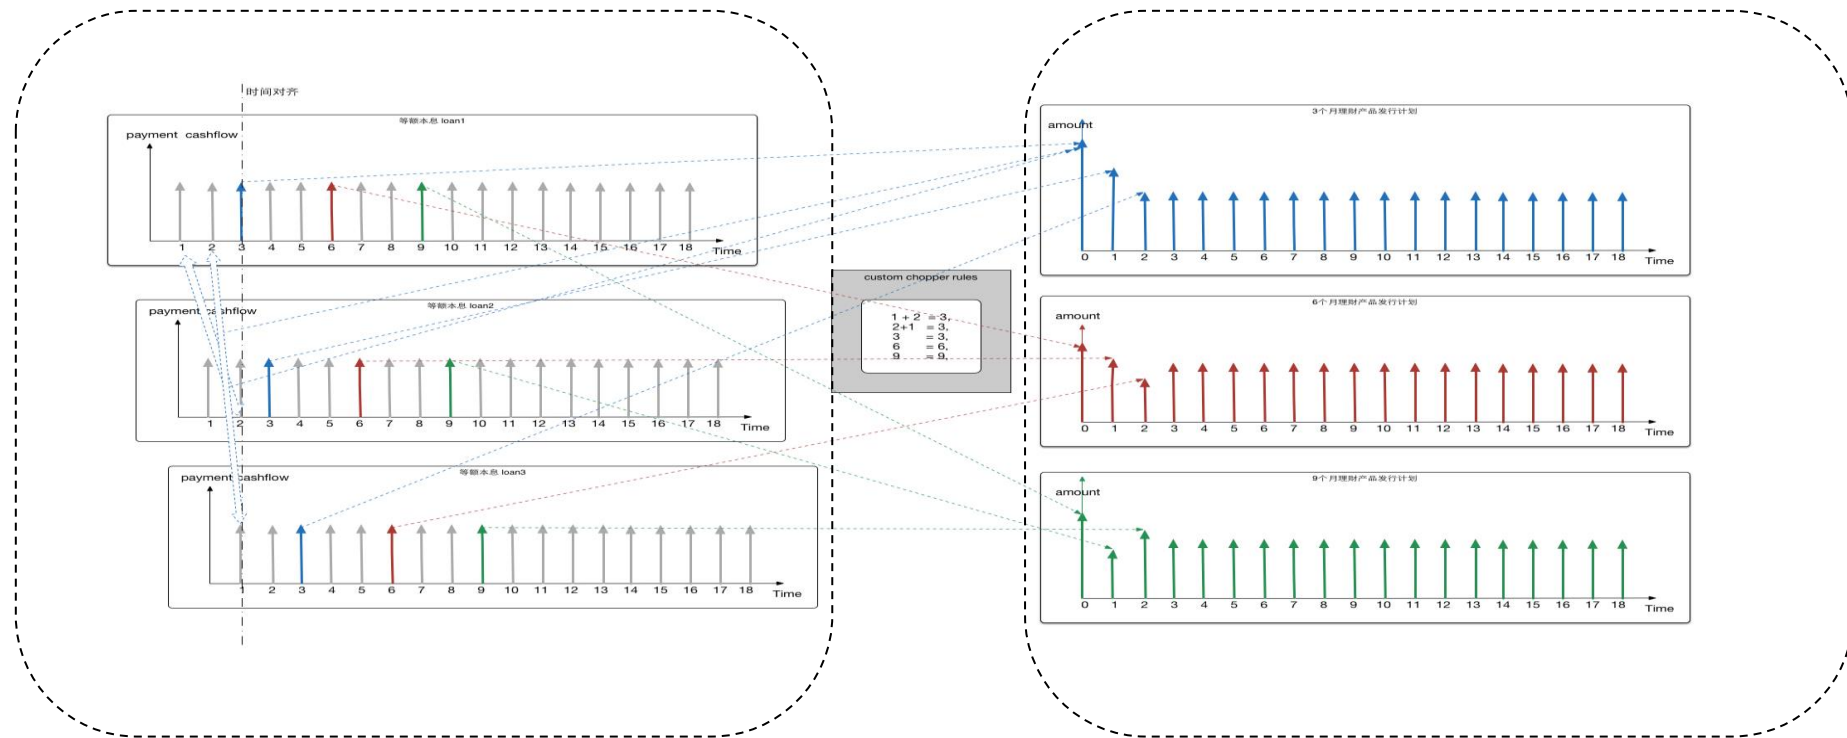 时间对齐
等额本息 loan1
payment cashflow
1 2 3 4 5 6 7 8 9 10 11 12 13 14 15 16 17 18
Time
等额本息 loan2
payment cashflow
1 2 3 4 5 6 7 8 9 10 11 12 13 14 15 16 17 18
Time
等额本息 loan3
payment cashflow
1 2 3 4 5 6 7 8 9 10 11 12 13 14 15 16 17 18
Time
custom chopper rules
1 + 2 = 3,
2+1 = 3,
3 = 3,
6 = 6,
9 = 9,
3个月理财产品发行计划
amount
0 1 2 3 4 5 6 7 8 9 10 11 12 13 14 15 16 17 18
Time
6个月理财产品发行计划
amount
0 1 2 3 4 5 6 7 8 9 10 11 12 13 14 15 16 17 18
Time
9个月理财产品发行计划
amount
0 1 2 3 4 5 6 7 8 9 10 11 12 13 14 15 16 17 18
Time